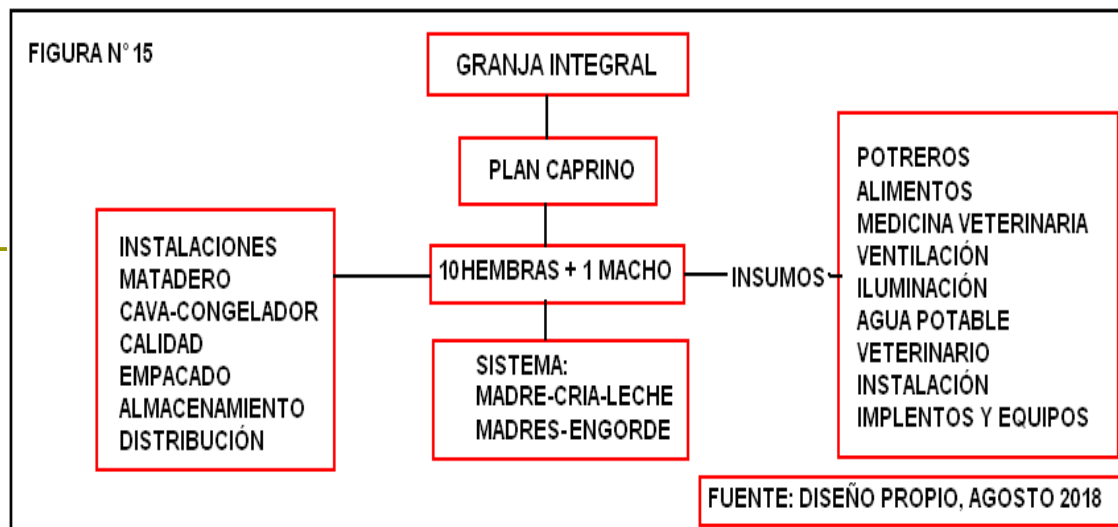 FIGURA N° 15
GRANJA INTEGRAL
PLAN CAPRINO
INSTALACIONES
MATADERO
CAVA-CONGELADOR
CALIDAD
EMPACADO
ALMACENAMIENTO
DISTRIBUCIÓN
10 HEMBRAS + 1 MACHO
INSUMOS
POTREROS
ALIMENTOS
MEDICINA VETERINARIA
VENTILACIÓN
ILUMINACIÓN
AGUA POTABLE
VETERINARIO
INSTALACIÓN
IMPLENTOS Y EQUIPOS
SISTEMA:
MADRE-CRIA-LECHE
MADRES-ENGORDE
FUENTE: DISEÑO PROPIO, AGOSTO 2018